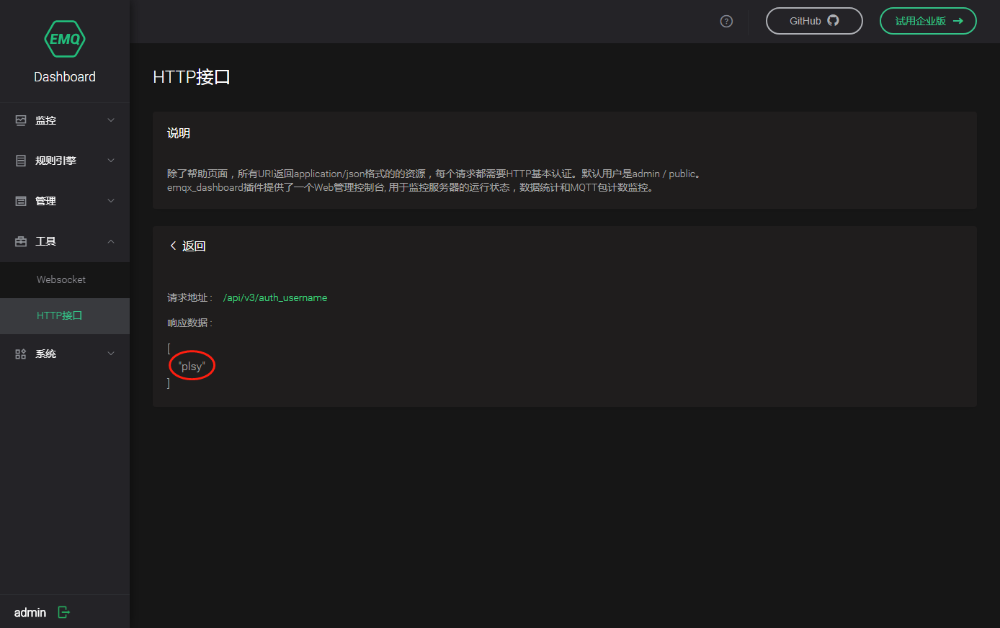 EMQ
Dashboard
监控
规则引擎
管理
工具
Websocket
HTTP接口
系统
admin
?
GitHub
试用企业版
HTTP接口
说明
除了帮助页面，所有URI返回application/json格式的的资源，每个请求都需要HTTP基本认证。默认用户是admin / public。
emqx_dashboard插件提供了一个Web管理控制台, 用于监控服务器的运行状态，数据统计和MQTT包计数监控。
返回
请求地址： /api/v3/auth_username
响应数据：
[
"plsy"
]